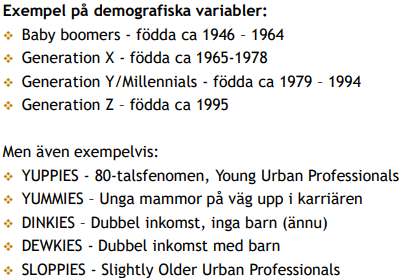 Exempel på demografiska variabler:
❖ Baby boomers - födda ca 1946 – 1964
❖ Generation X - födda ca 1965-1978
❖ Generation Y/Millennials - födda ca 1979 – 1994
❖ Generation Z – födda ca 1995
Men även exempelvis:
❖ YUPPIES - 80-talsfenomen, Young Urban Professionals
❖ YUMMIES – Unga mammor på väg upp i karriären
❖ DINKIES – Dubbel inkomst, inga barn (ännu)
❖ DEWKIES - Dubbel inkomst med barn
❖ SLOPPIES - Slightly Older Urban Professionals